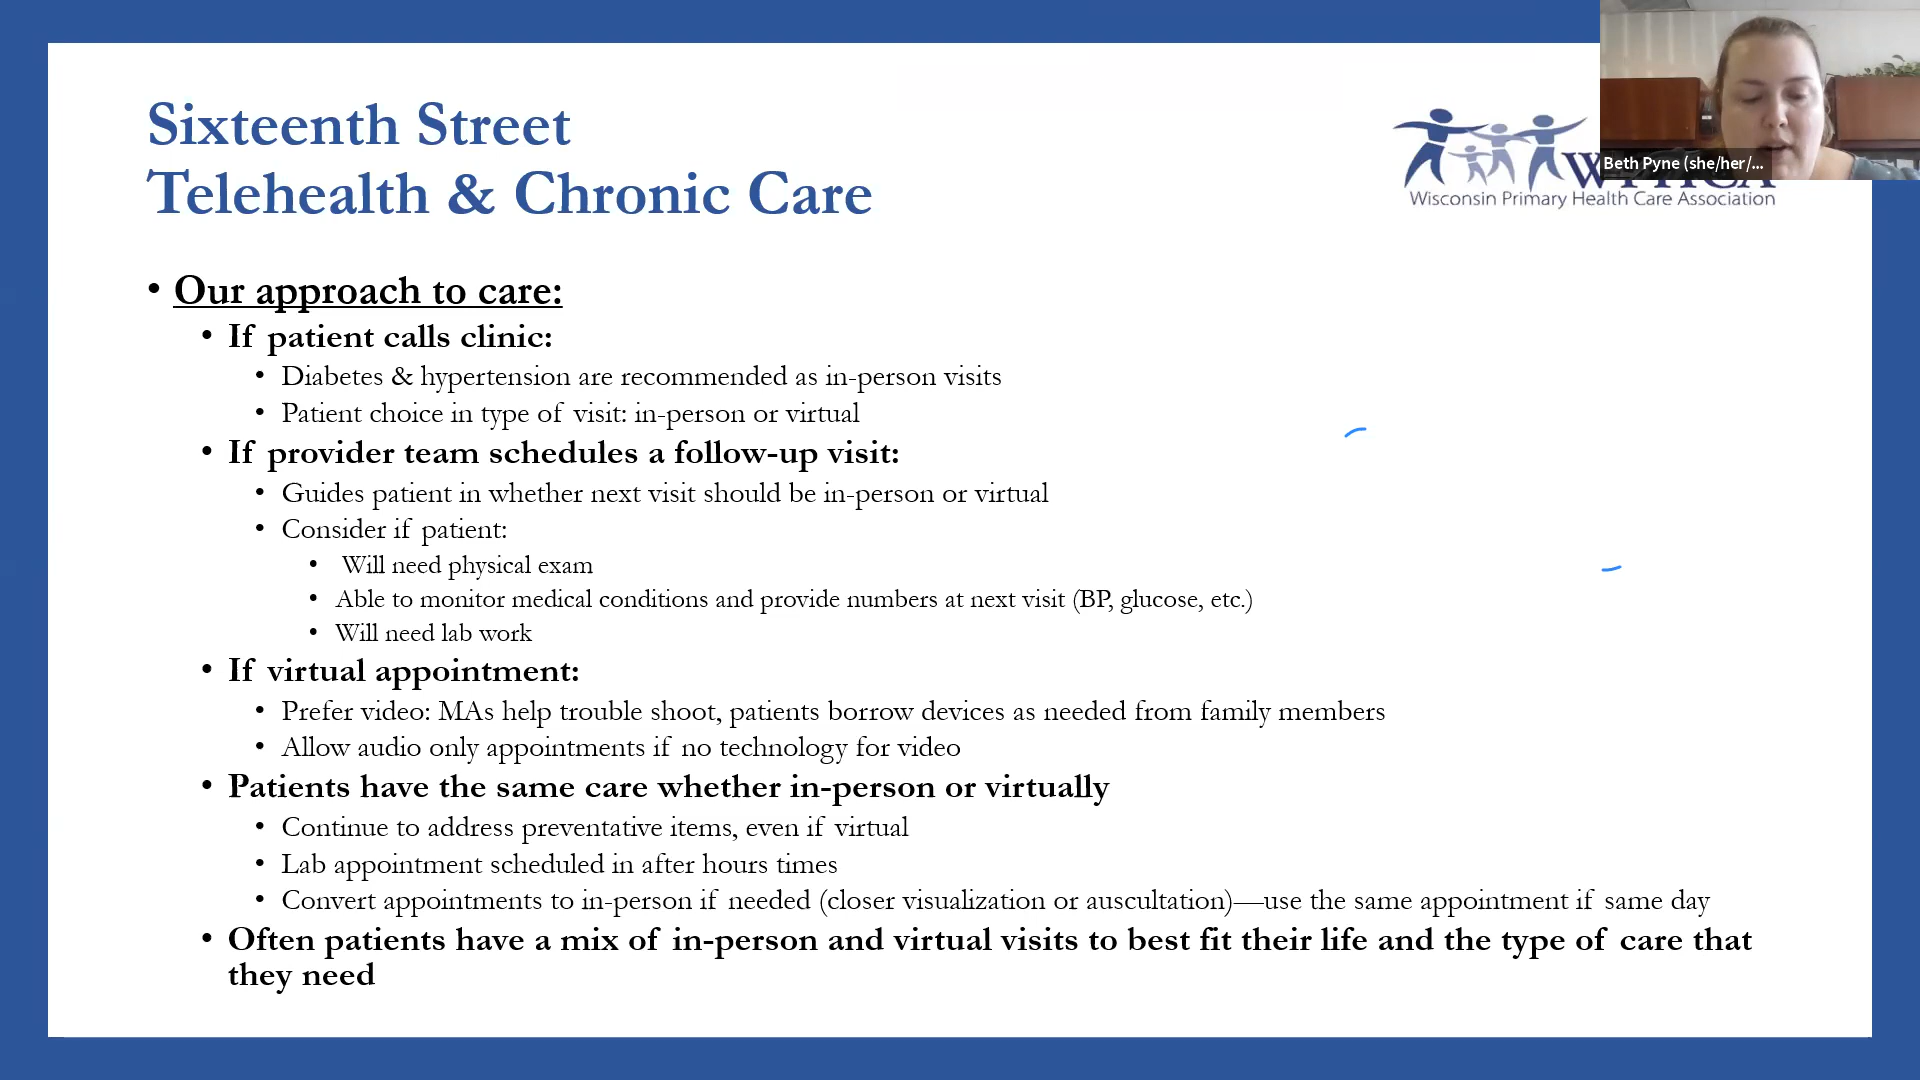 Sixteenth Street
Telehealth & Chronic Care
Beth Pyne (she/her/...
Wisconsin Primary Health Care Association
• Our approach to care:
• If patient calls clinic:
• Diabetes & hypertension are recommended as in-person visits
• Patient choice in type of visit: in-person or virtual
• If provider team schedules a follow-up visit:
• Guides patient in whether next visit should be in-person or virtual
• Consider if patient:
• Will need physical exam
• Able to monitor medical conditions and provide numbers at next visit (BP, glucose, etc.)
• Will need lab work
• If virtual appointment:
• Prefer video: MAs help trouble shoot, patients borrow devices as needed from family members
• Allow audio only appointments if no technology for video
• Patients have the same care whether in-person or virtually
• Continue to address preventative items, even if virtual
• Lab appointment scheduled in after hours times
• Convert appointments to in-person if needed (closer visualization or auscultation)—use the same appointment if same day
• Often patients have a mix of in-person and virtual visits to best fit their life and the type of care that
they need